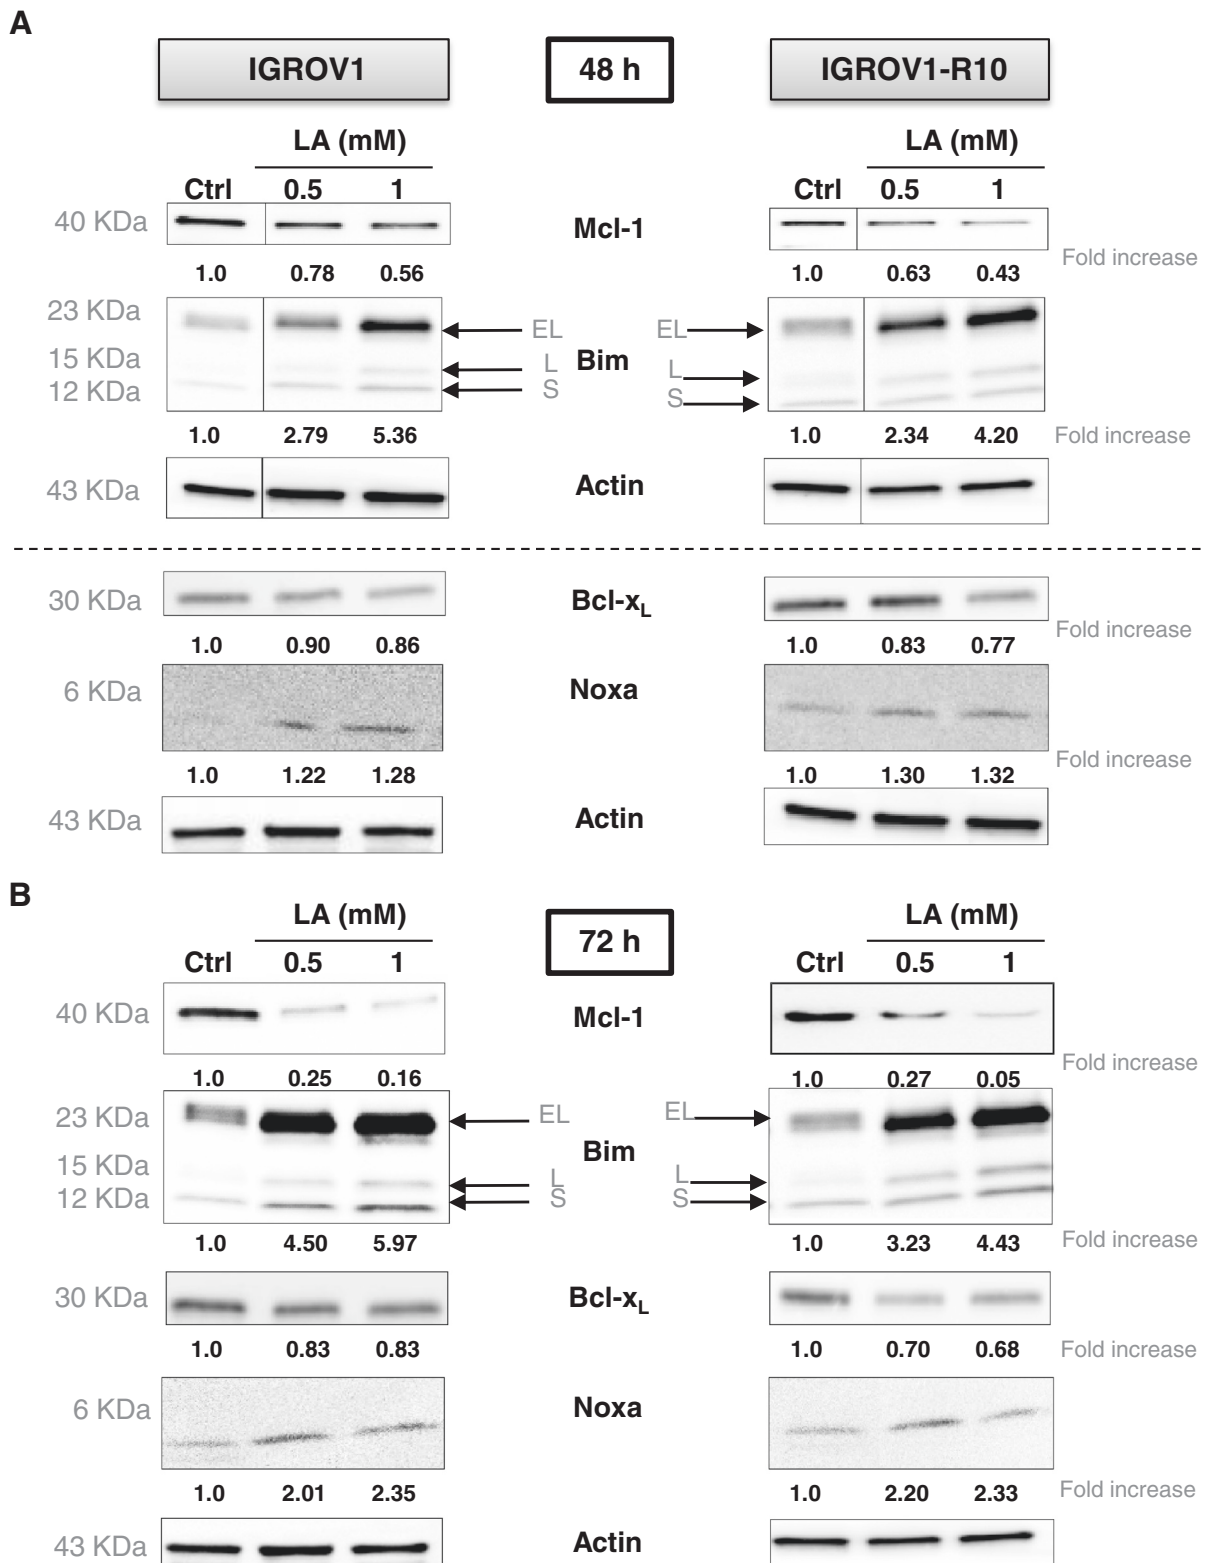 A
IGROV1 48 h IGROV1-R10
LA (mM) LA (mM)
Ctrl 0.5 1 Ctrl 0.5 1
40 KDa Mcl-1
Fold increase
1.0 0.78 0.56 1.0 0.63 0.43
23 KDa
EL EL
15 KDa L Bim L
12 KDa S S
1.0 2.79 5.36 1.0 2.34 4.20 Fold increase
43 KDa Actin
30 KDa Bcl-xL
Fold increase
1.0 0.90 0.86 1.0 0.83 0.77
6 KDa Noxa
Fold increase
1.0 1.22 1.28 1.0 1.30 1.32
43 KDa Actin
B
LA (mM) 72 h LA (mM)
Ctrl 0.5 1 Ctrl 0.5 1
40 KDa Mcl-1
Fold increase
1.0 0.25 0.16 1.0 0.27 0.05
23 KDa EL EL
Bim
15 KDa L L
12 KDa S S
1.0 4.50 5.97 1.0 3.23 4.43 Fold increase
30 KDa Bcl-xL
1.0 0.83 0.83 1.0 0.70 0.68 Fold increase
6 KDa Noxa
1.0 2.01 2.35 1.0 2.20 2.33 Fold increase
43 KDa Actin